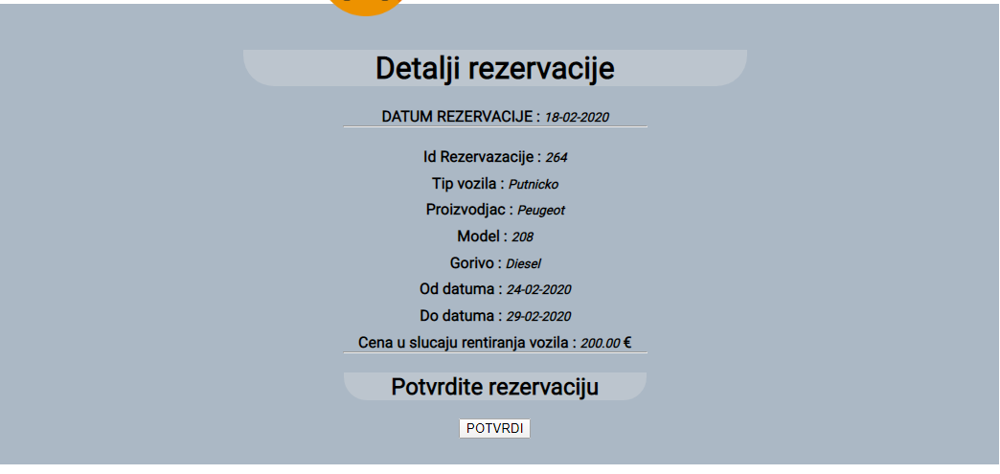 Detalji rezervacije
DATUM REZERVACIJE : 18-02-2020
Id Rezervazacije : 264
Tip vozila : Putnicko
Proizvodjac : Peugeot
Model : 208
Gorivo : Diesel
Od datuma : 24-02-2020
Do datuma : 29-02-2020
Cena u slucaju rentiranja vozila : 200.00 €
Potvrdite rezervaciju
POTVRDI